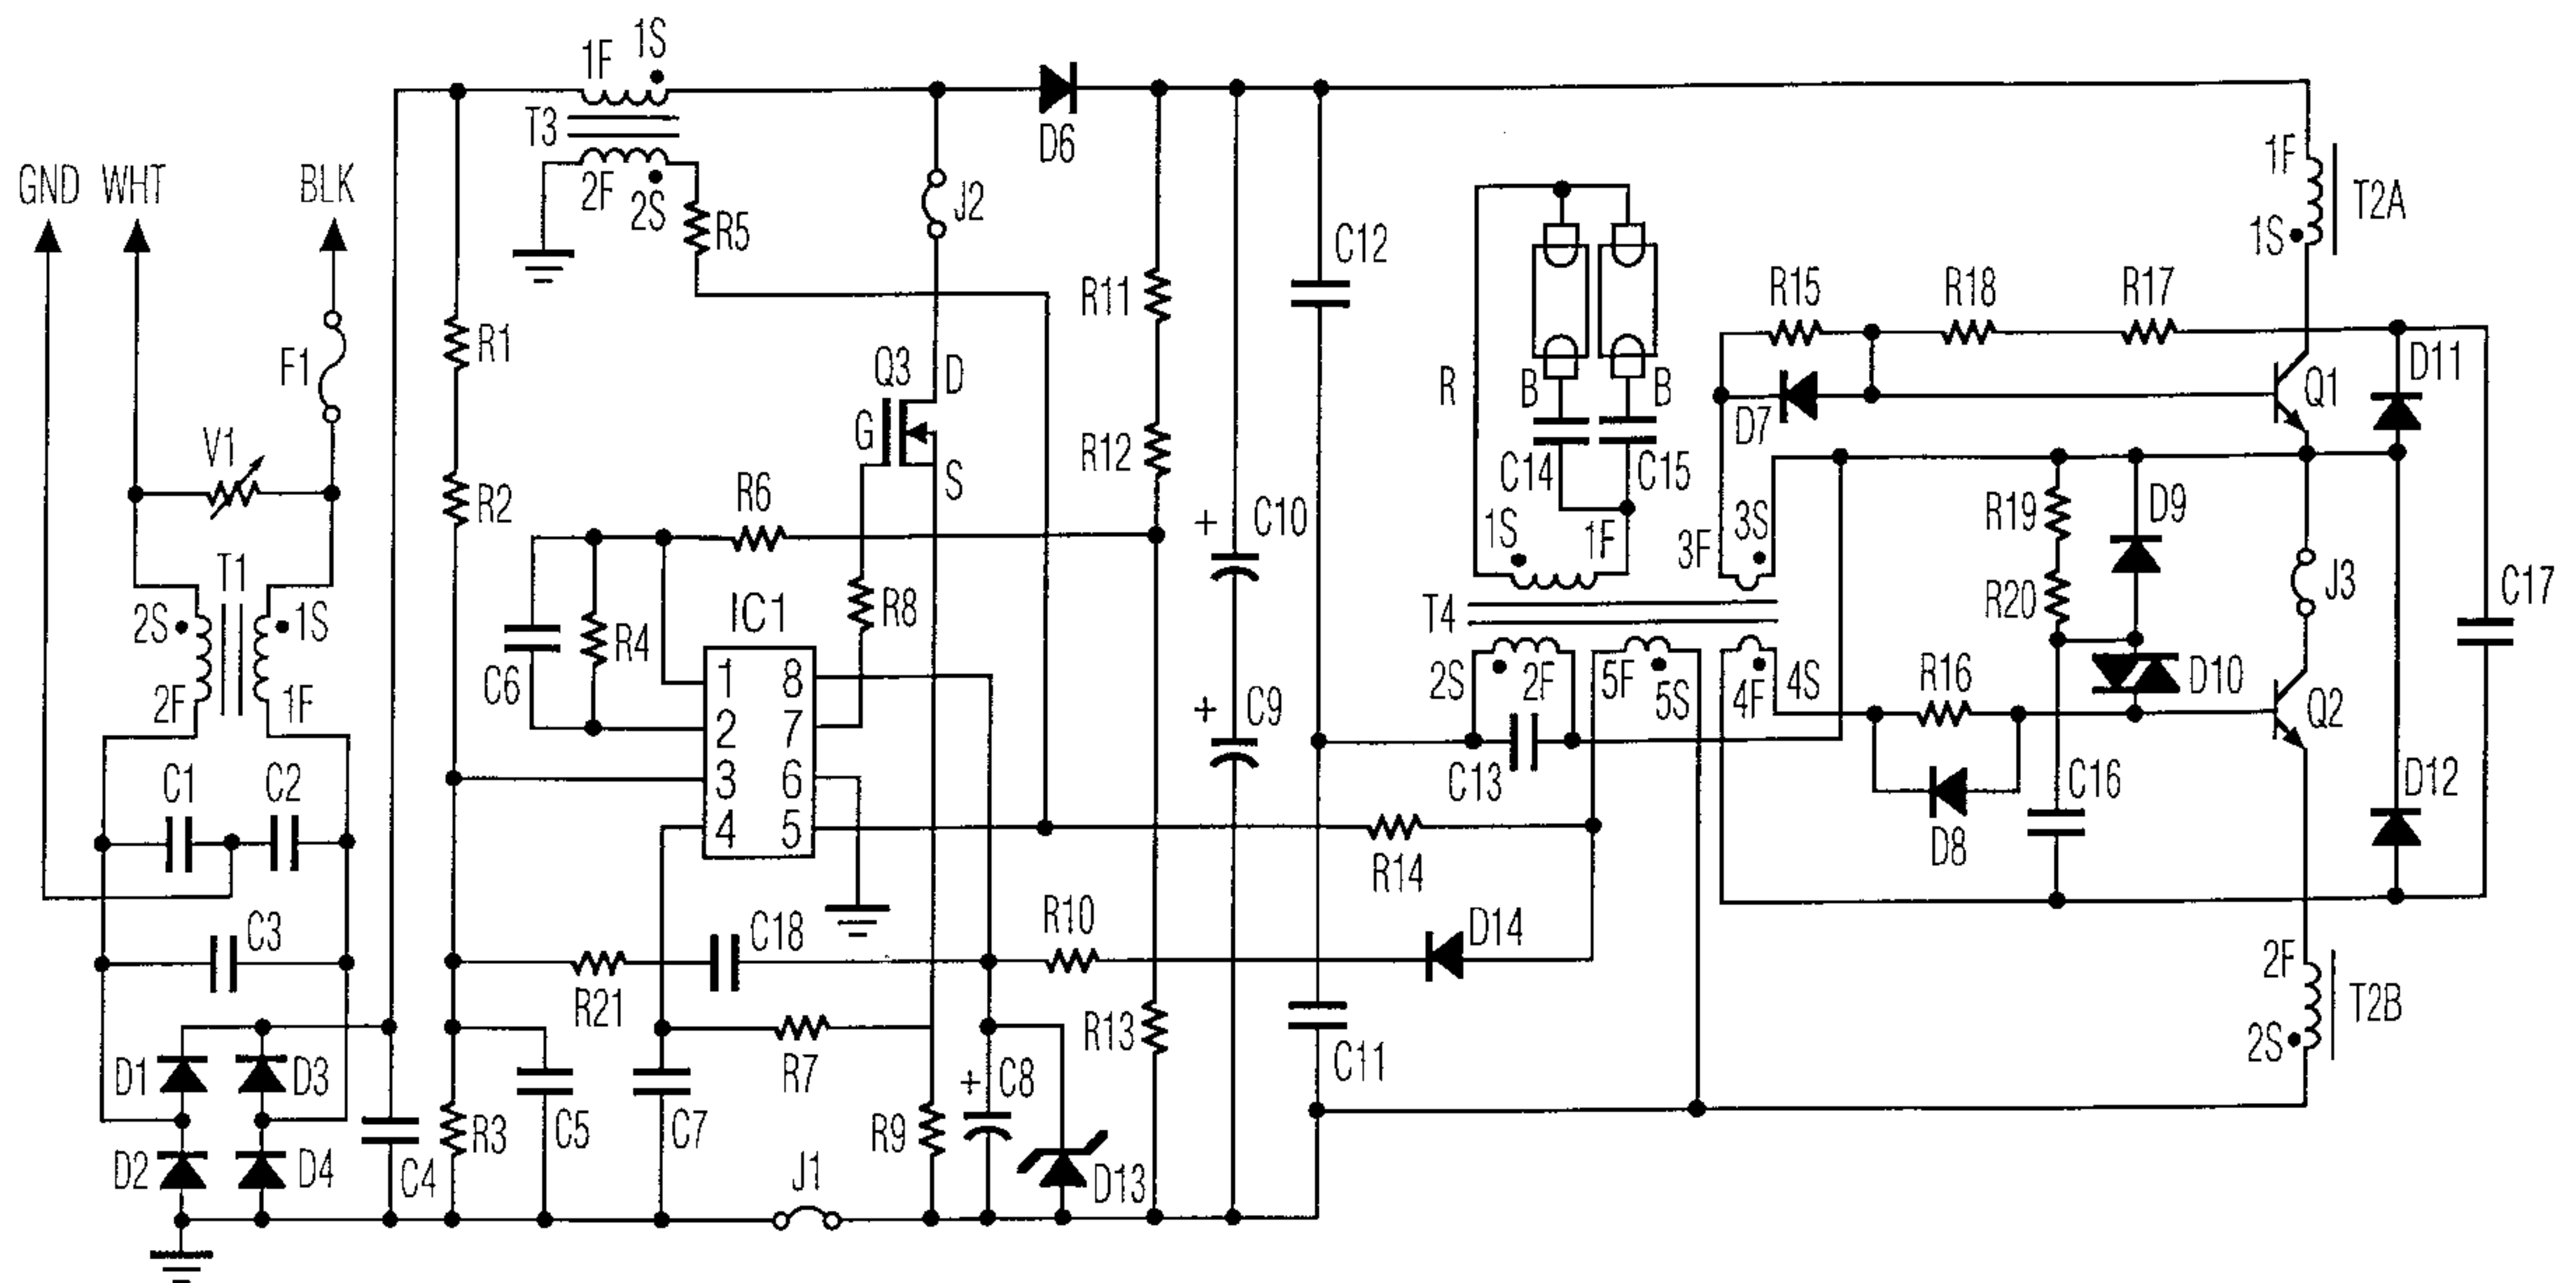 1F 1S
T3
2F 2S
R5
D6
J2
GND WHT BLK
F1
V1
T1
2S 1S
2F 1F
C1 C2
C3
D1 D3
D2 D4
C4
R1
R2
R3
C5
R4
C6
R6
IC1
1 8
2 7
3 6
4 5
R8
Q3 D
G
S
R21
C18
R7
C7
J1
R9
+ C8
D13
R10
R11
R12
R13
+ C10
+ C9
C12
C11
R
B B
C14 C15
1S 1F
T4
2S 2F
C13
5F 5S
3F 3S
4F 4S
R14
D14
R15 R18 R17
D7
Q1
D11
R19
R20
D9
D10
R16
D8
C16
J3
Q2
D12
C17
1F
1S
T2A
2F
2S
T2B